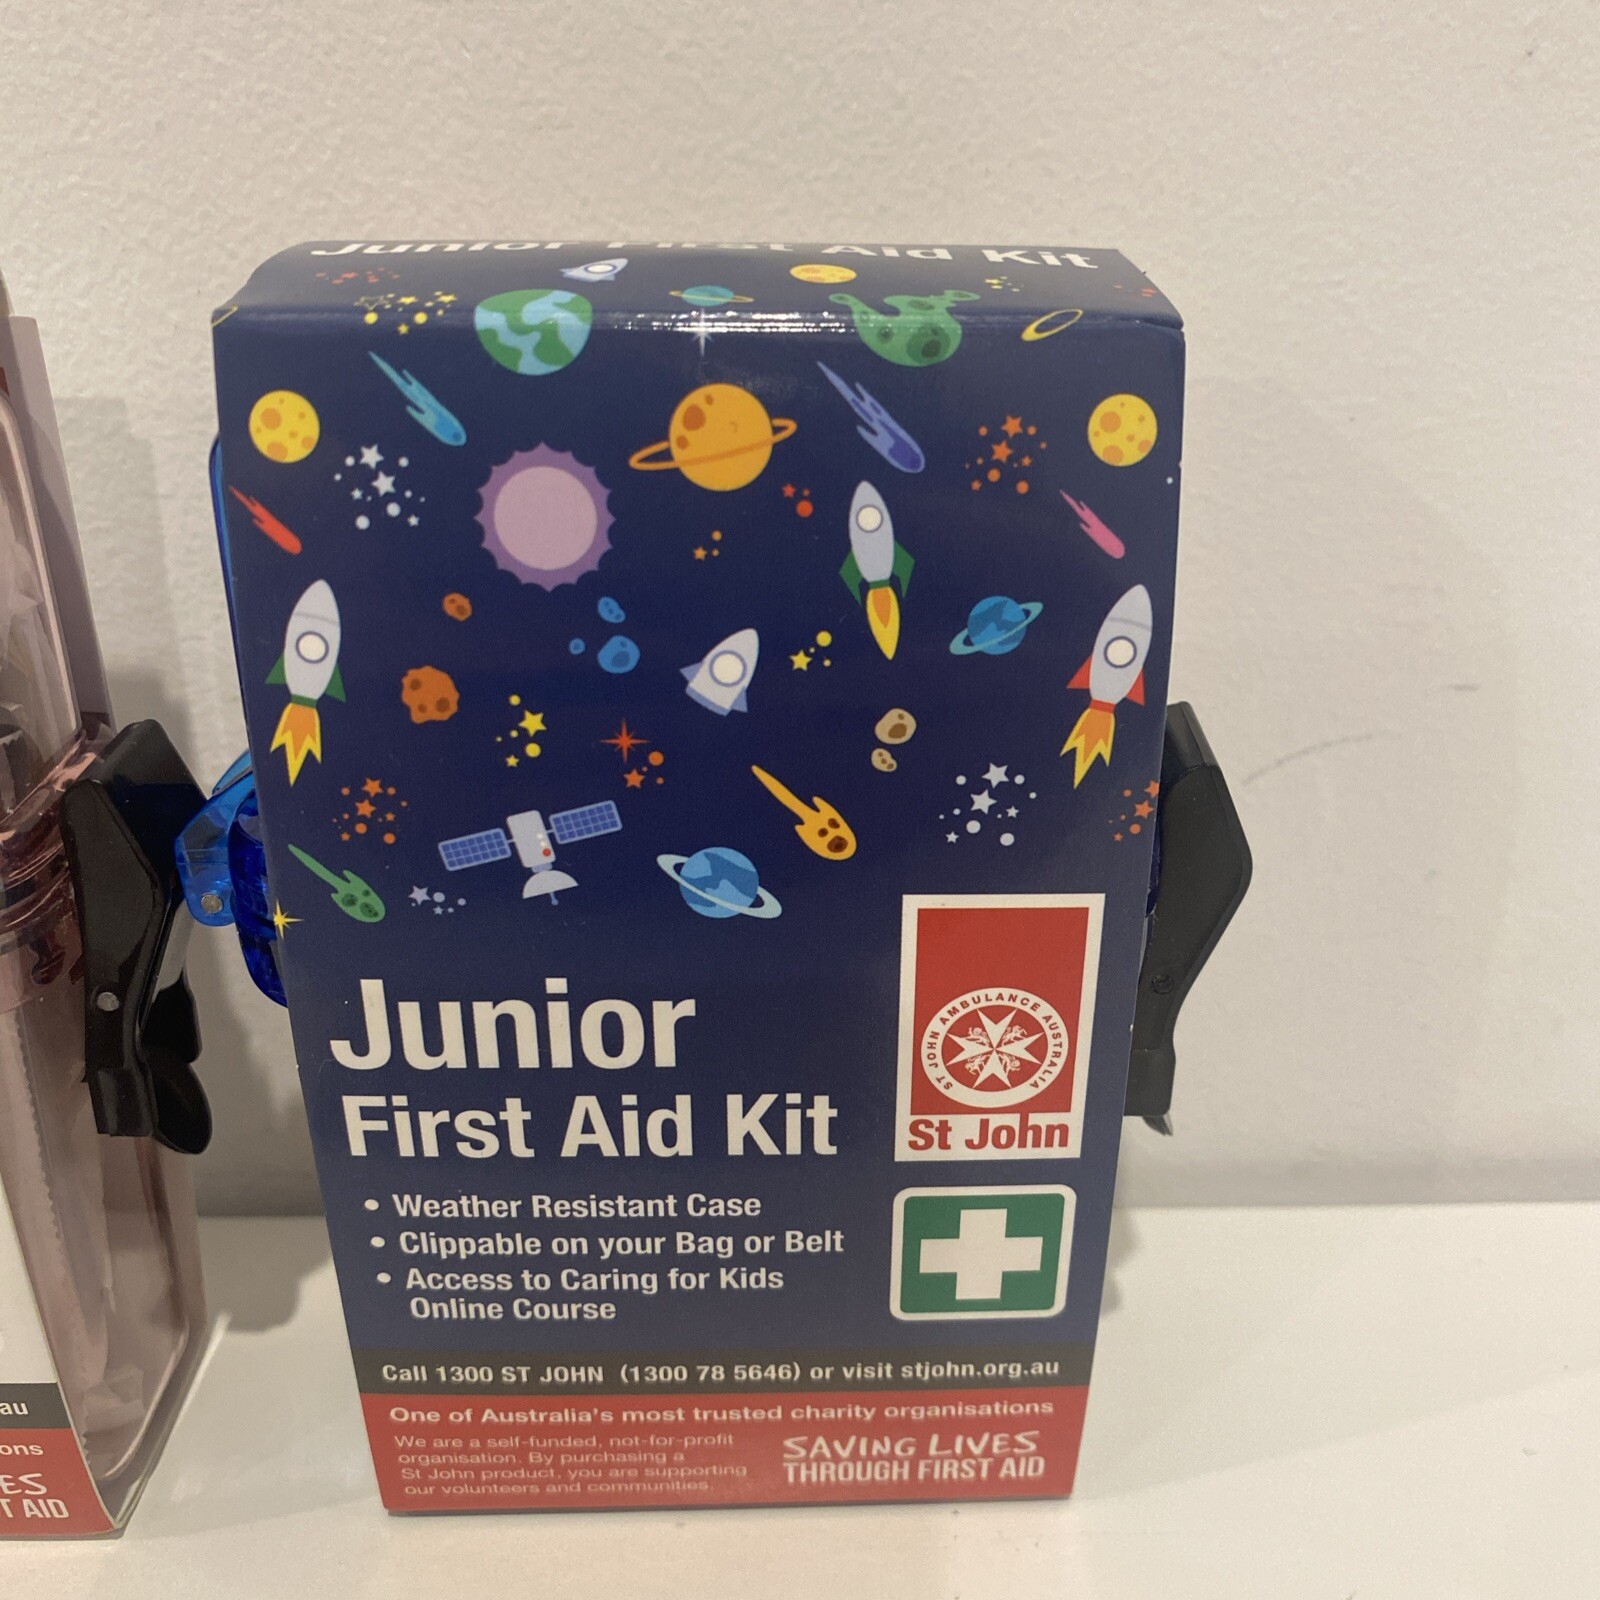 Junior First Aid Kit
Junior
First Aid Kit
• Weather Resistant Case
• Clippable on your Bag or Belt
• Access to Caring for Kids
Online Course
ST JOHN AMBULANCE AUSTRALIA
St John
Call 1300 ST JOHN (1300 78 5646) or visit stjohn.org.au
One of Australia's most trusted charity organisations
We are a self-funded, not-for-profit
organisation. By purchasing a
St John product, you are supporting
our volunteers and communities.
SAVING LIVES
THROUGH FIRST AID
au
ons
ES
T AID